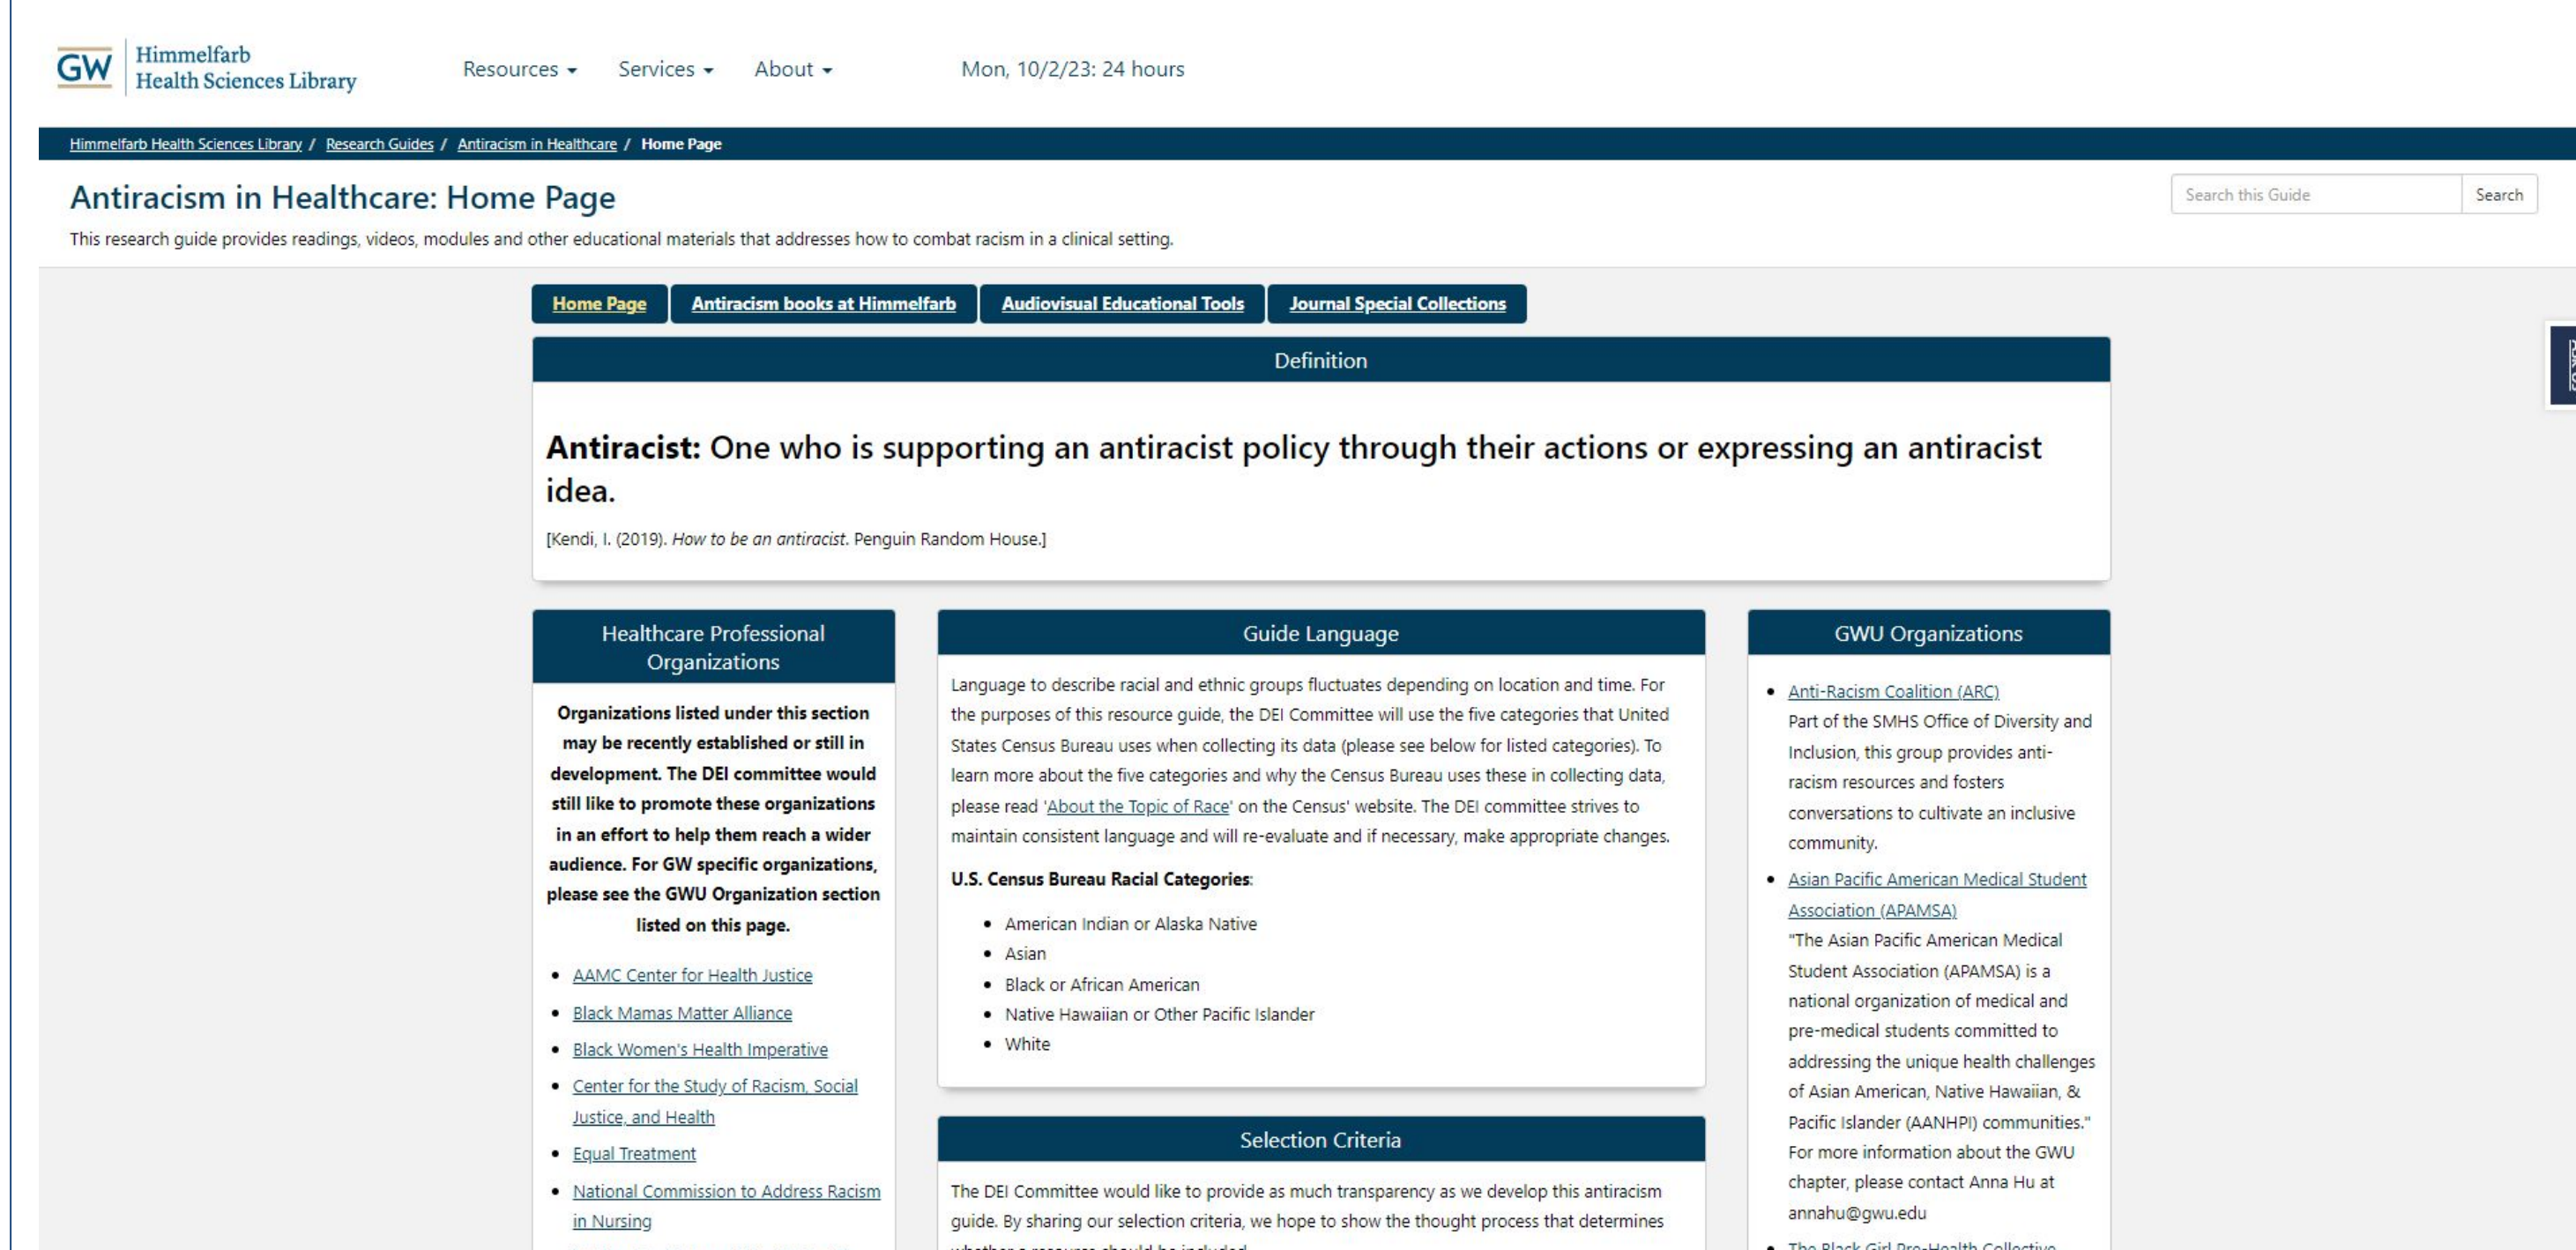 GW
Himmelfarb
Health Sciences Library
Resources
Services
About
Mon, 10/2/23: 24 hours
Himmelfarb Health Sciences Library / Research Guides / Antiracism in Healthcare / Home Page
Antiracism in Healthcare: Home Page
Search this Guide
Search
This research guide provides readings, videos, modules and other educational materials that addresses how to combat racism in a clinical setting.
Home Page
Antiracism books at Himmelfarb
Audiovisual Educational Tools
Journal Special Collections
Definition
Antiracist: One who is supporting an antiracist policy through their actions or expressing an antiracist
idea.
[Kendi, I. (2019). How to be an antiracist. Penguin Random House.]
Healthcare Professional
Organizations
Organizations listed under this section
may be recently established or still in
development. The DEI committee would
still like to promote these organizations
in an effort to help them reach a wider
audience. For GW specific organizations,
please see the GWU Organization section
listed on this page.
• AAMC Center for Health Justice
• Black Mamas Matter Alliance
• Black Women's Health Imperative
• Center for the Study of Racism, Social
Justice, and Health
• Equal Treatment
• National Commission to Address Racism
in Nursing
Guide Language
Language to describe racial and ethnic groups fluctuates depending on location and time. For
the purposes of this resource guide, the DEI Committee will use the five categories that United
States Census Bureau uses when collecting its data (please see below for listed categories). To
learn more about the five categories and why the Census Bureau uses these in collecting data,
please read 'About the Topic of Race' on the Census' website. The DEI committee strives to
maintain consistent language and will re-evaluate and if necessary, make appropriate changes.
U.S. Census Bureau Racial Categories:
• American Indian or Alaska Native
• Asian
• Black or African American
• Native Hawaiian or Other Pacific Islander
• White
Selection Criteria
The DEI Committee would like to provide as much transparency as we develop this antiracism
guide. By sharing our selection criteria, we hope to show the thought process that determines
whether a resource should be included
GWU Organizations
• Anti-Racism Coalition (ARC)
Part of the SMHS Office of Diversity and
Inclusion, this group provides anti-
racism resources and fosters
conversations to cultivate an inclusive
community.
• Asian Pacific American Medical Student
Association (APAMSA)
"The Asian Pacific American Medical
Student Association (APAMSA) is a
national organization of medical and
pre-medical students committed to
addressing the unique health challenges
of Asian American, Native Hawaiian, &
Pacific Islander (AANHPI) communities."
For more information about the GWU
chapter, please contact Anna Hu at
annahu@gwu.edu
• The Black Girl Pre-Health Collective